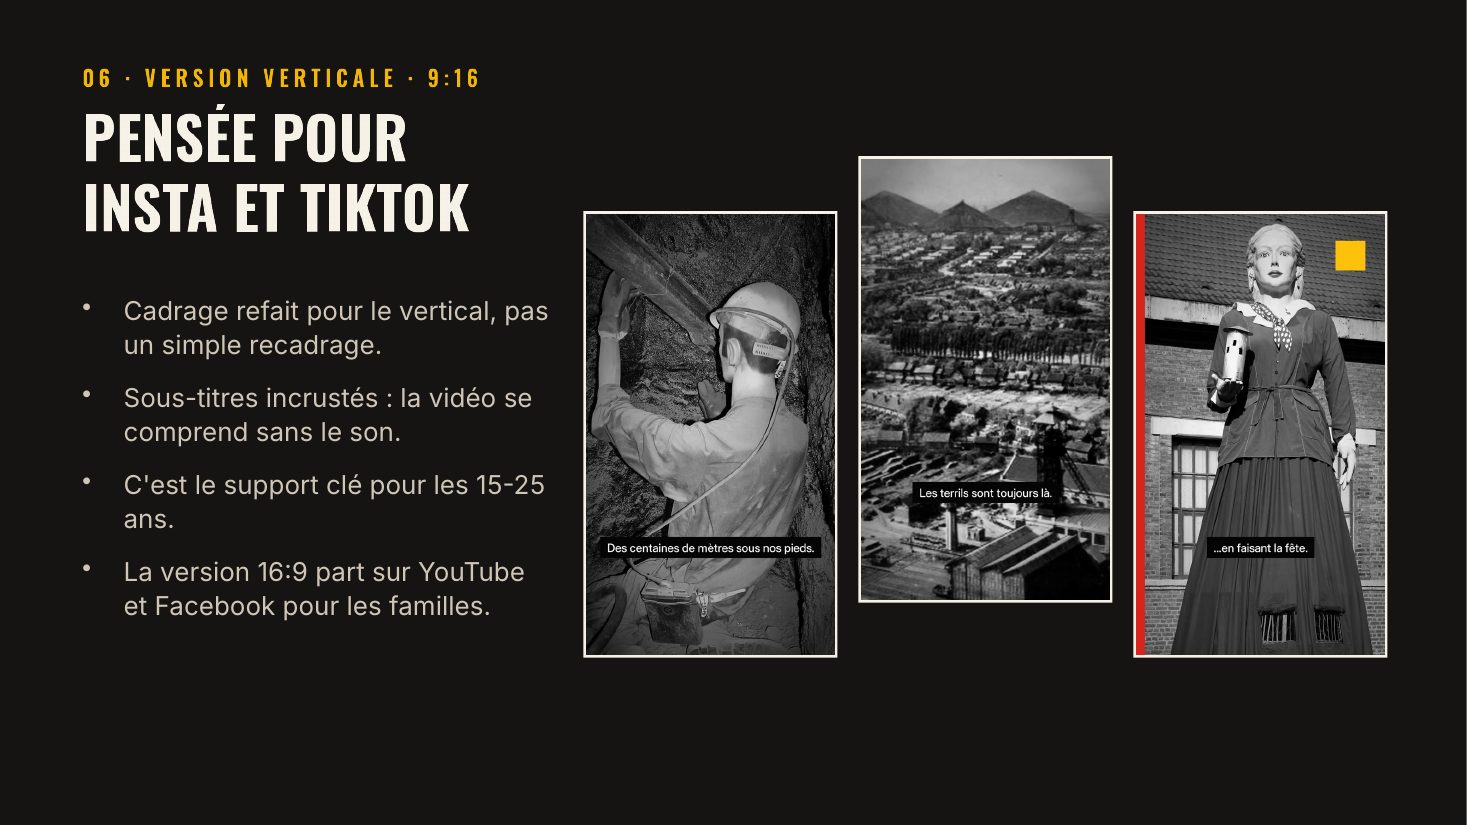 06 · VERSION VERTICALE · 9:16
PENSÉE POUR
INSTA ET TIKTOK
• Cadrage refait pour le vertical, pas
un simple recadrage.
• Sous-titres incrustés : la vidéo se
comprend sans le son.
• C'est le support clé pour les 15-25
ans.
• La version 16:9 part sur YouTube
et Facebook pour les familles.
Des centaines de mètres sous nos pieds.
Les terrils sont toujours là.
...en faisant la fête.